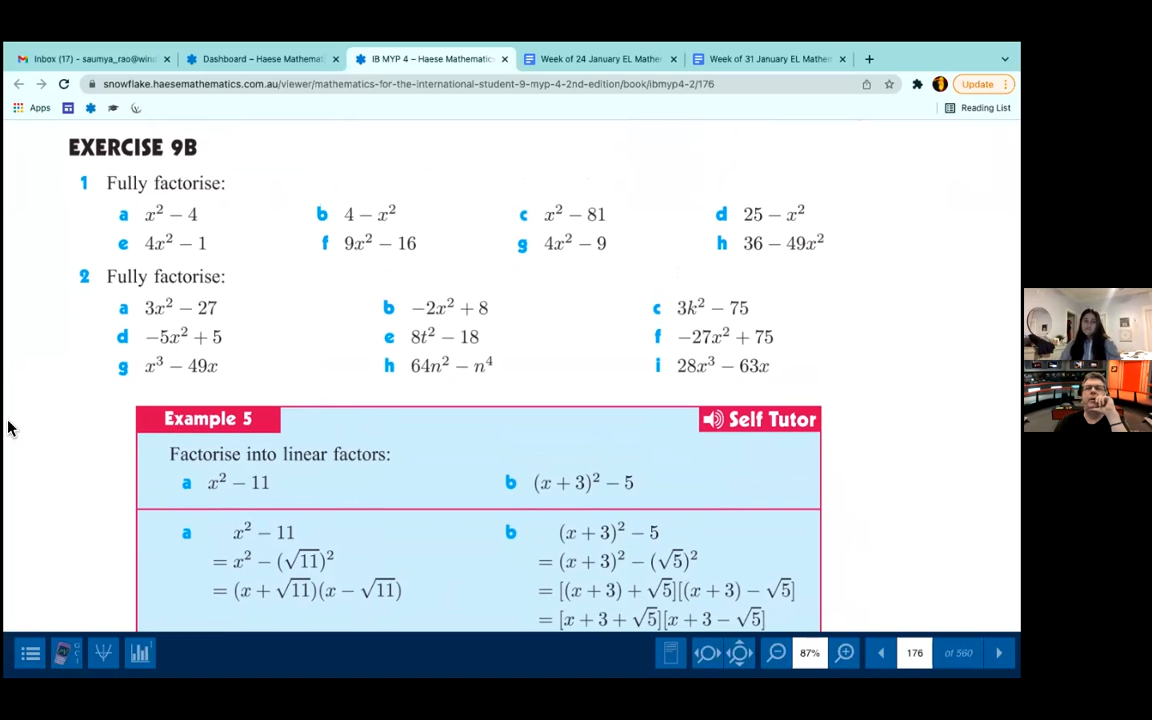 Inbox (17) - saumya_rao@win
Dashboard – Haese Mathemat
IB MYP 4 – Haese Mathematic
Week of 24 January EL Mathem
Week of 31 January EL Mathem
snowflake.haesemathematics.com.au/viewer/mathematics-for-the-international-student-9-myp-4-2nd-edition/book/ibmyp4-2/176
Update
Apps
Reading List
EXERCISE 9B
1 Fully factorise:
a x² − 4 b 4 − x² c x² − 81 d 25 − x²
e 4x² − 1 f 9x² − 16 g 4x² − 9 h 36 − 49x²
2 Fully factorise:
a 3x² − 27 b −2x² + 8 c 3k² − 75
d −5x² + 5 e 8t² − 18 f −27x² + 75
g x³ − 49x h 64n² − n⁴ i 28x³ − 63x
Example 5 Self Tutor
Factorise into linear factors:
a x² − 11 b (x + 3)² − 5
a x² − 11 b (x + 3)² − 5
= x² − (√11)² = (x + 3)² − (√5)²
= (x + √11)(x − √11) = [(x + 3) + √5][(x + 3) − √5]
= [x + 3 + √5][x + 3 − √5]
87% 176 of 560